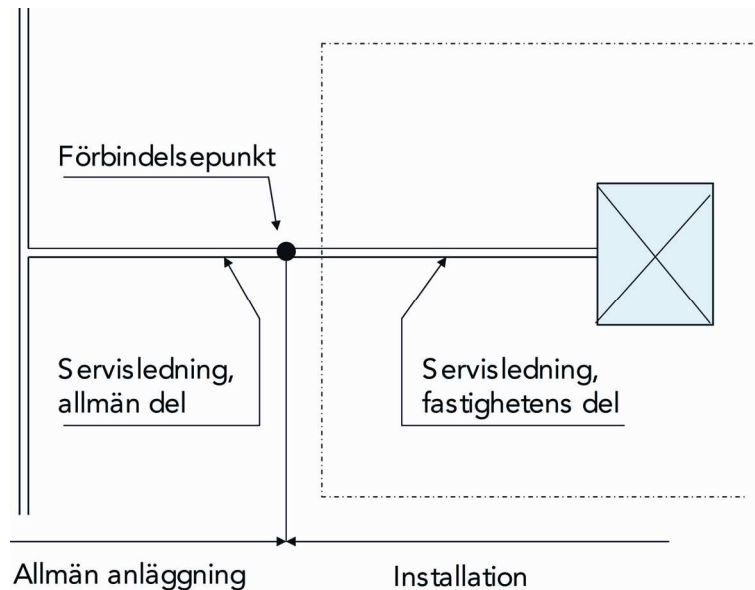 Förbindelsepunkt
Servisledning,
allmän del
Servisledning,
fastighetens del
Allmän anläggning
Installation